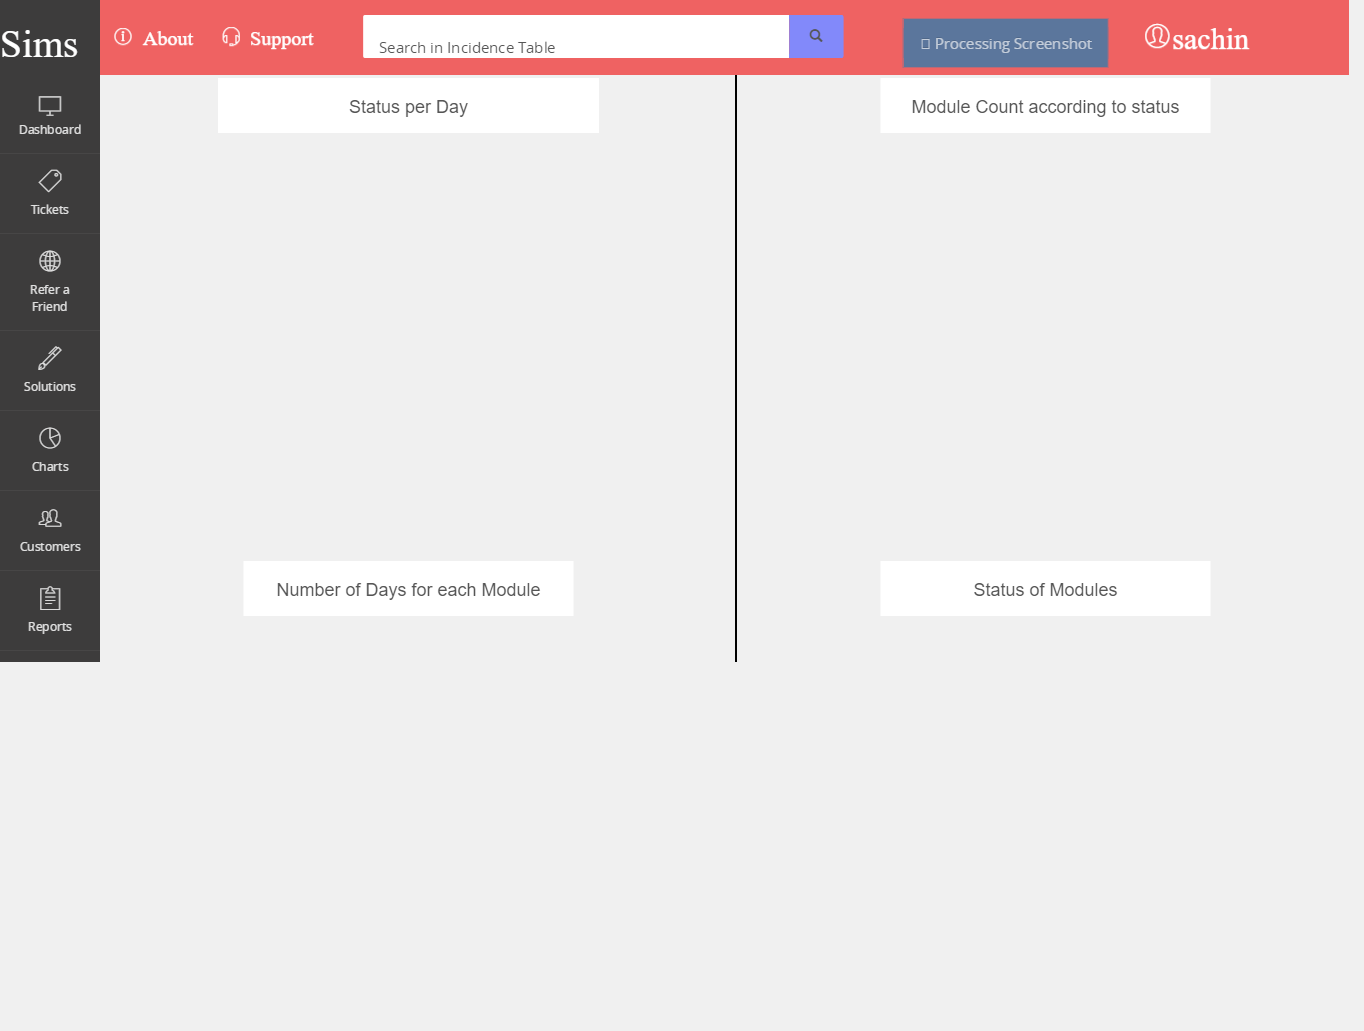 Sims
About
Support
Search in Incidence Table
Processing Screenshot
sachin
Dashboard
Tickets
Refer a
Friend
Solutions
Charts
Customers
Reports
Status per Day
Module Count according to status
Number of Days for each Module
Status of Modules